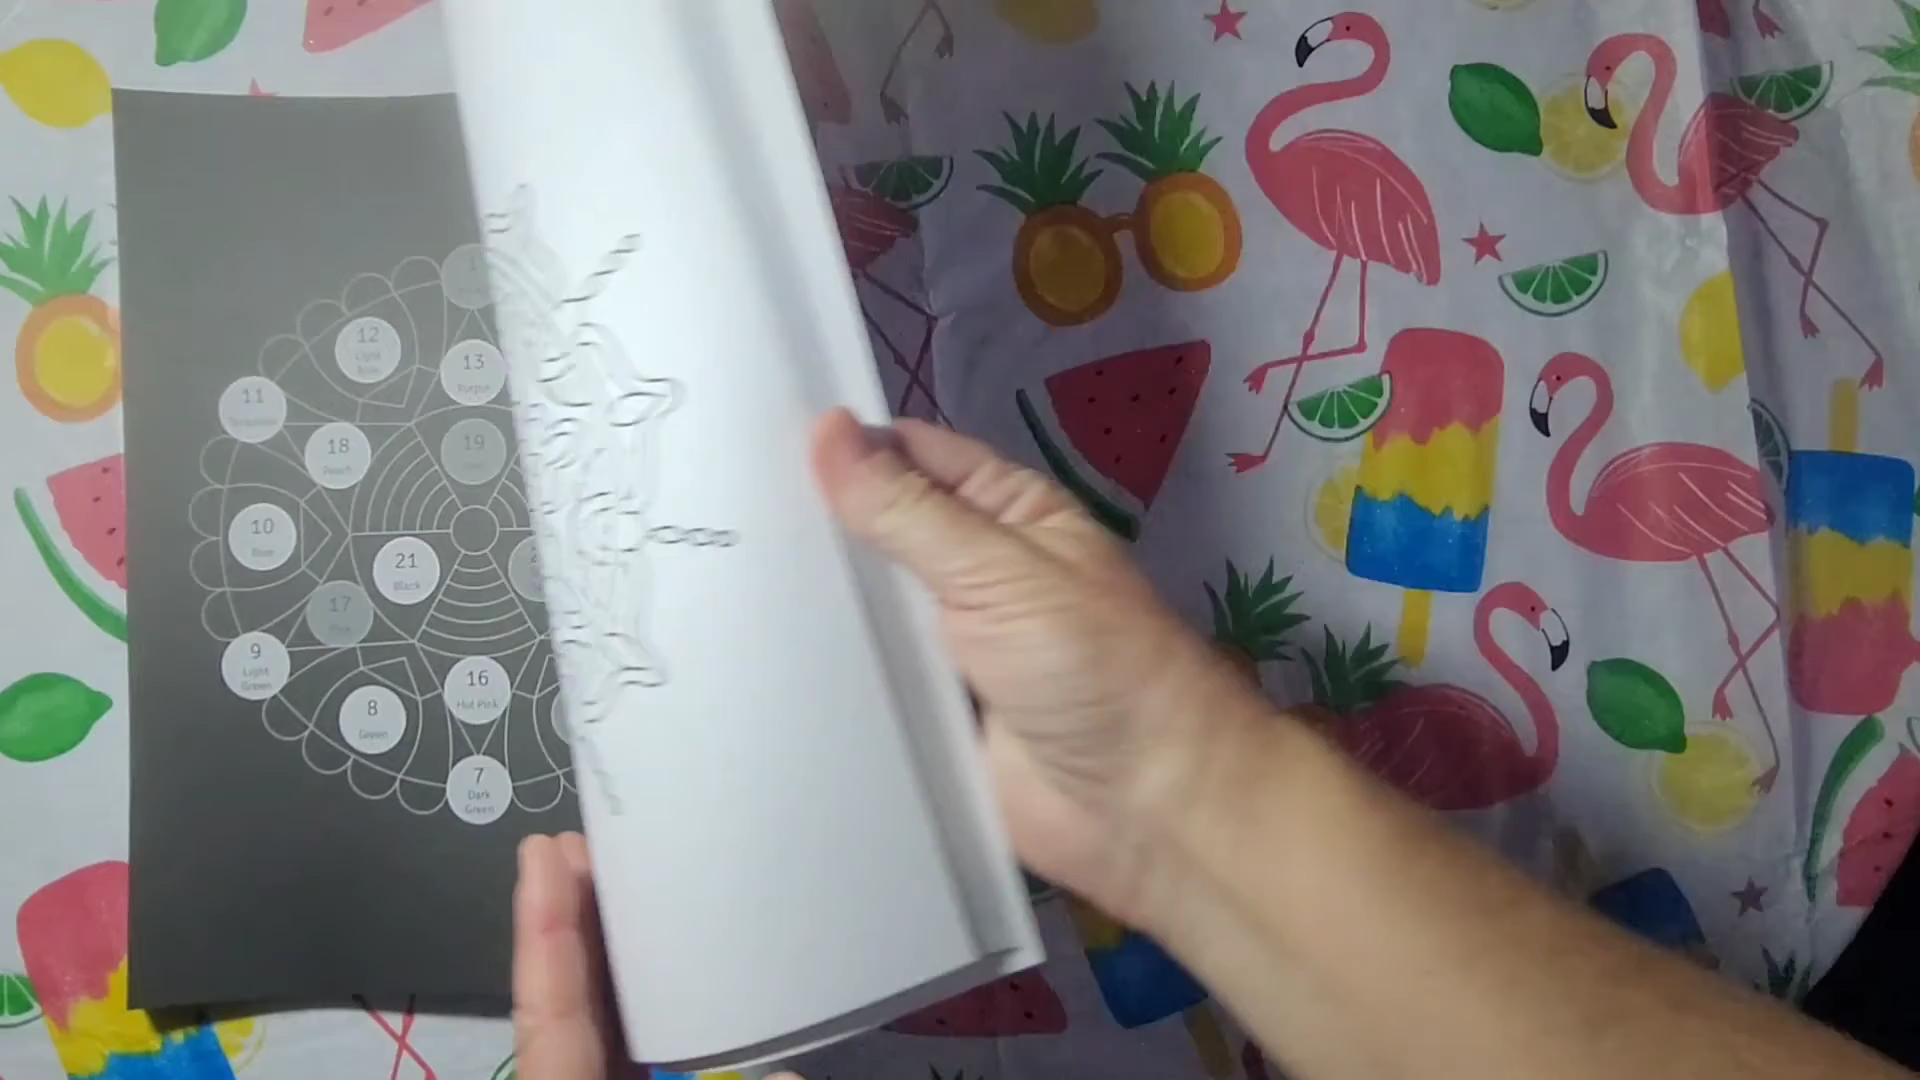 12
Light
Blue
13
Purple
11
Turquoise
18
Peach
19
10
Blue
21
Black
17
Pink
9
Light
Green
16
Hot Pink
8
Green
7
Dark
Green